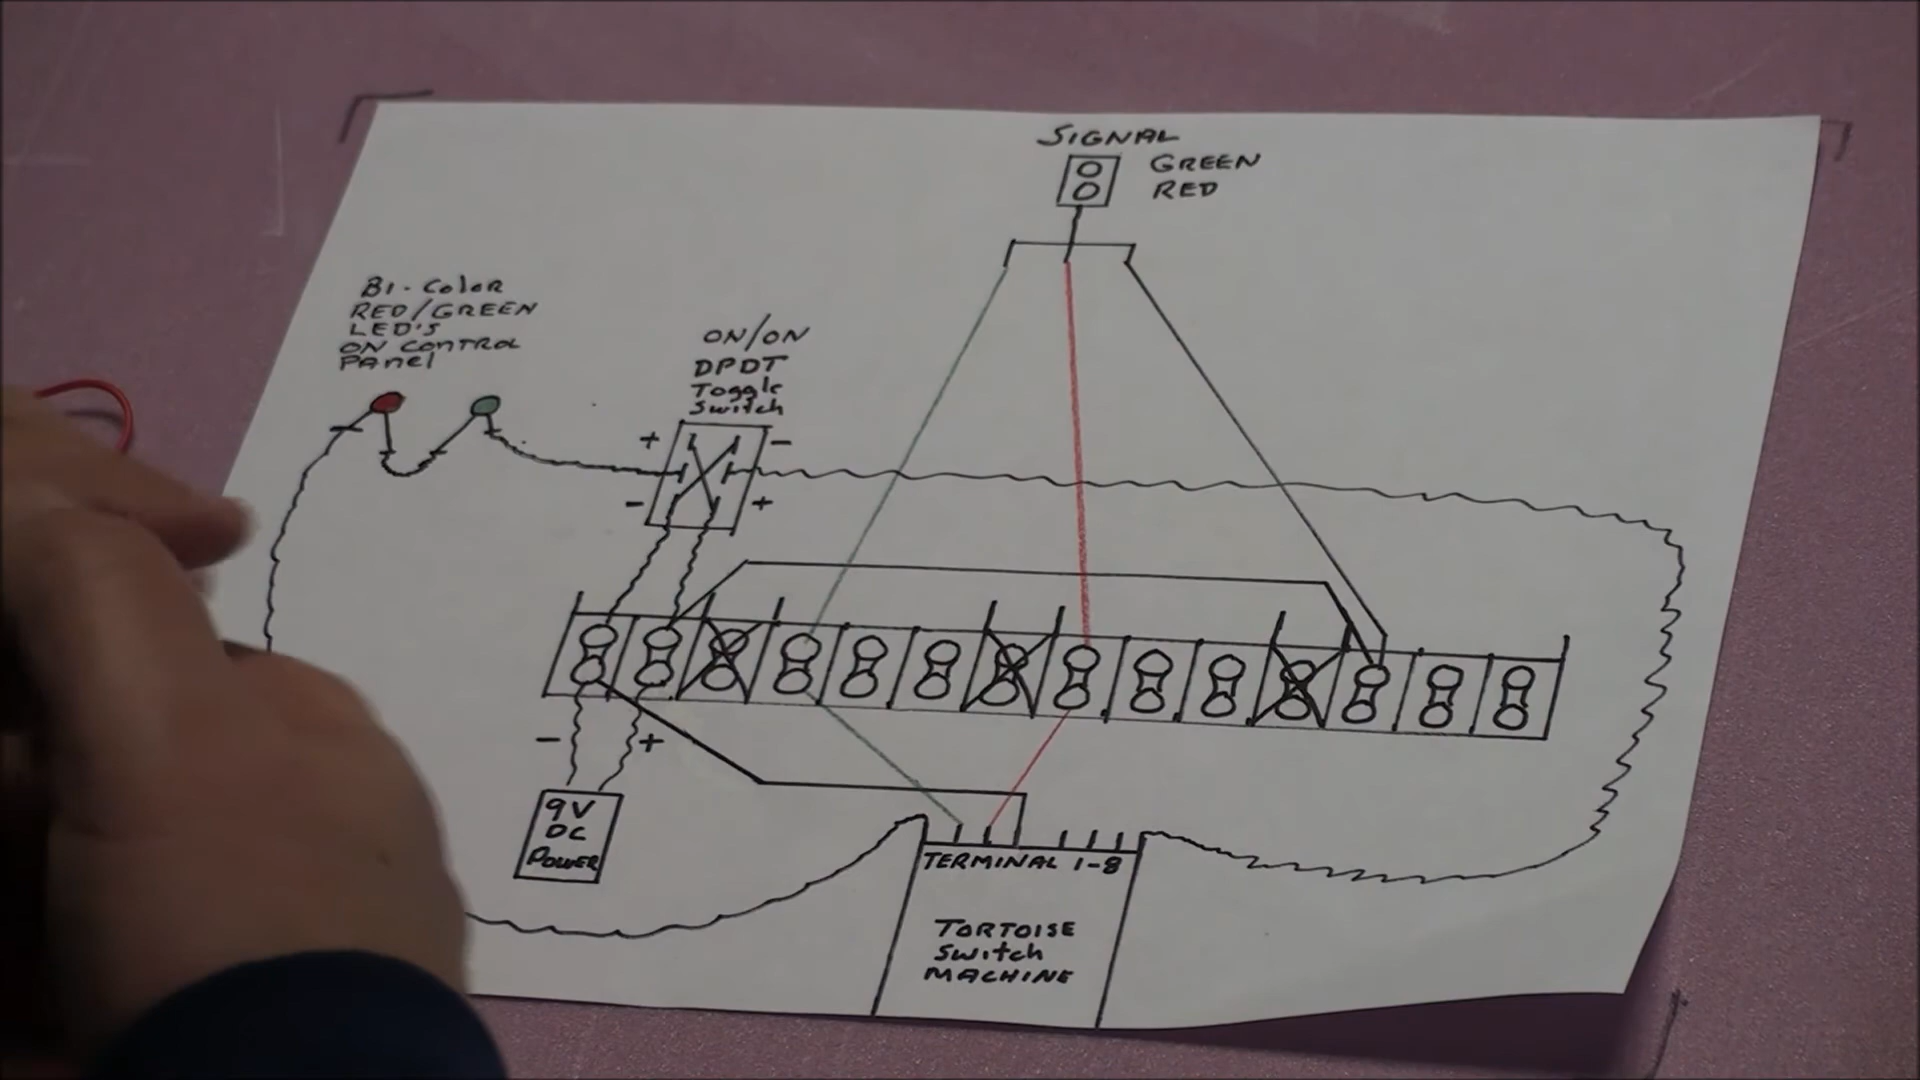 SIGNAL
GREEN
RED
BI-Color
RED/GREEN
LED'S
ON CONTROL
PANEl
ON/ON
DPDT
Toggle
Switch
+ -
- +
- +
9V
DC
POWER
TERMINAL 1-8
TORTOISE
Switch
MACHINE